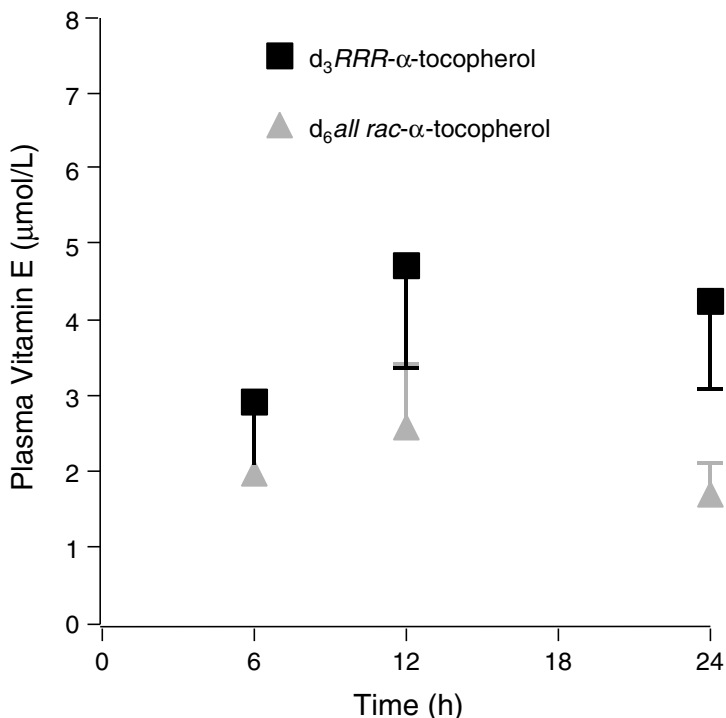 8
7
6
5
4
3
2
1
0
Plasma Vitamin E (μmol/L)
d₃RRR-α-tocopherol
d₆all rac-α-tocopherol
0 6 12 18 24
Time (h)